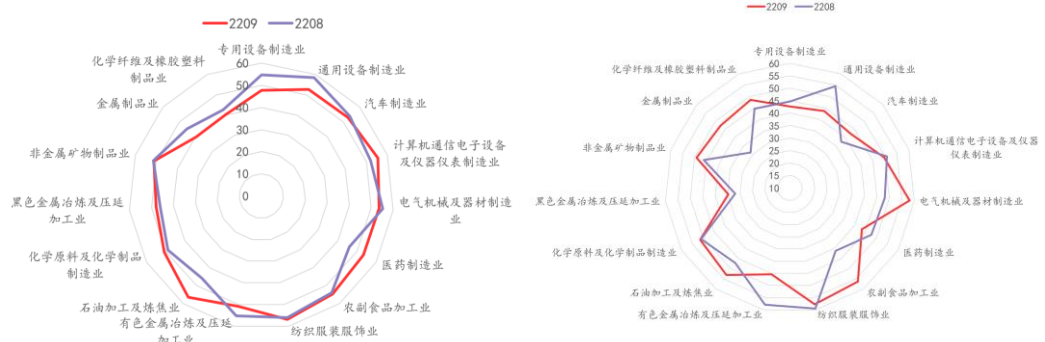 2209 2208
专用设备制造业
通用设备制造业
汽车制造业
计算机通信电子设备
及仪器仪表制造业
电气机械及器材制造
业
医药制造业
农副食品加工业
纺织服装服饰业
有色金属冶炼及压延
加工业
石油加工及炼焦业
化学原料及化学制品
制造业
黑色金属冶炼及压延
加工业
非金属矿物制品业
金属制品业
化学纤维及橡胶塑料
制品业
60
50
40
30
20
10
0
2209 2208
专用设备制造业
通用设备制造业
汽车制造业
计算机通信电子设备及仪器
仪表制造业
电气机械及器材制造业
医药制造业
农副食品加工业
纺织服装服饰业
有色金属冶炼及压延加工业
石油加工及炼焦业
化学原料及化学制品制造业
黑色金属冶炼及压延加工业
非金属矿物制品业
金属制品业
化学纤维及橡胶塑料制品业
60
55
50
45
40
35
30
25
20
15
10